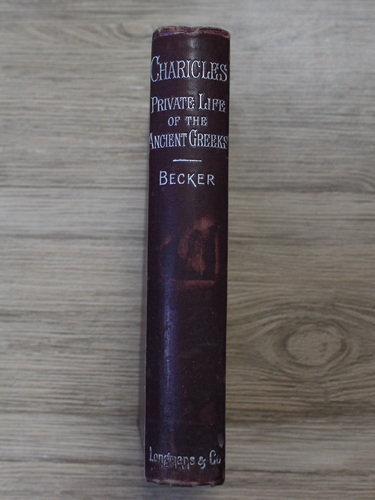 CHARICLES
PRIVATE LIFE
OF THE
ANCIENT GREEKS
BECKER
Longmans & Co